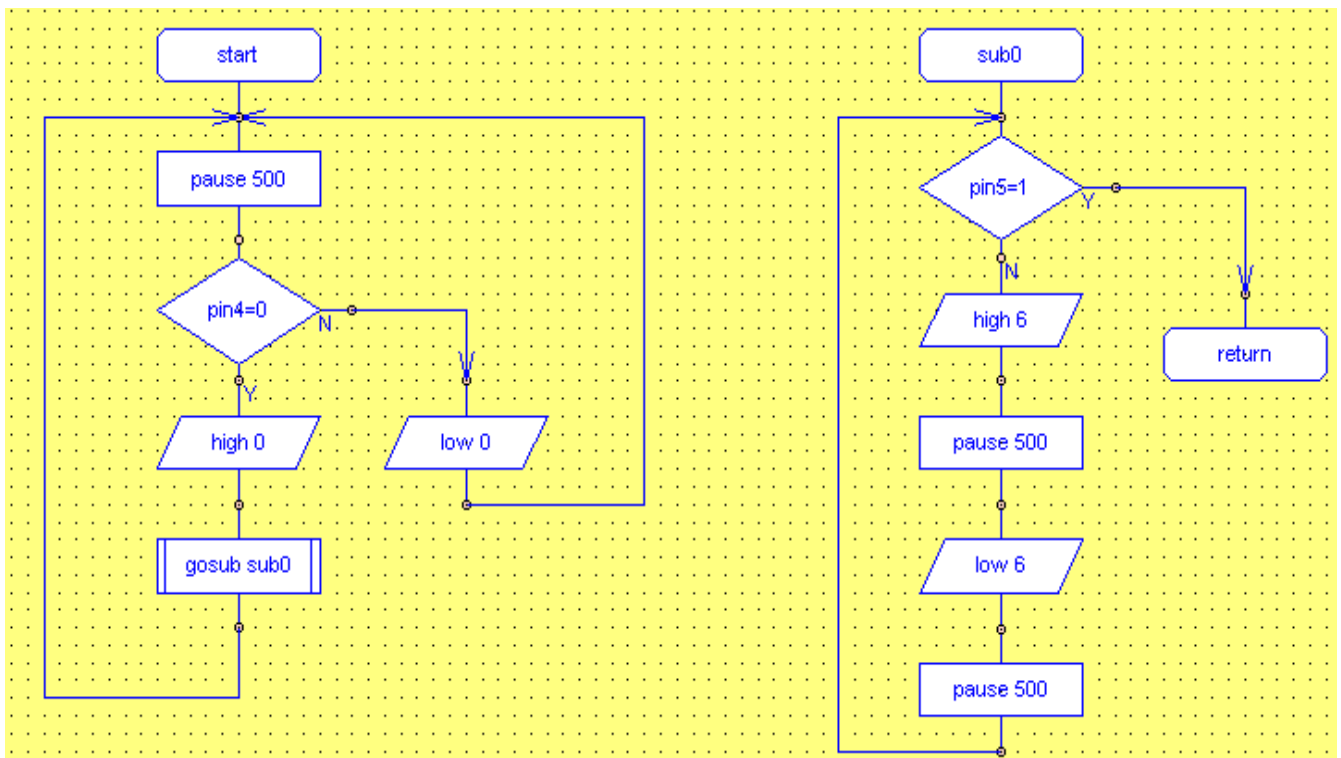 start
pause 500
pin4=0
N
Y
high 0
low 0
gosub sub0
sub0
pin5=1
Y
N
high 6
return
pause 500
low 6
pause 500